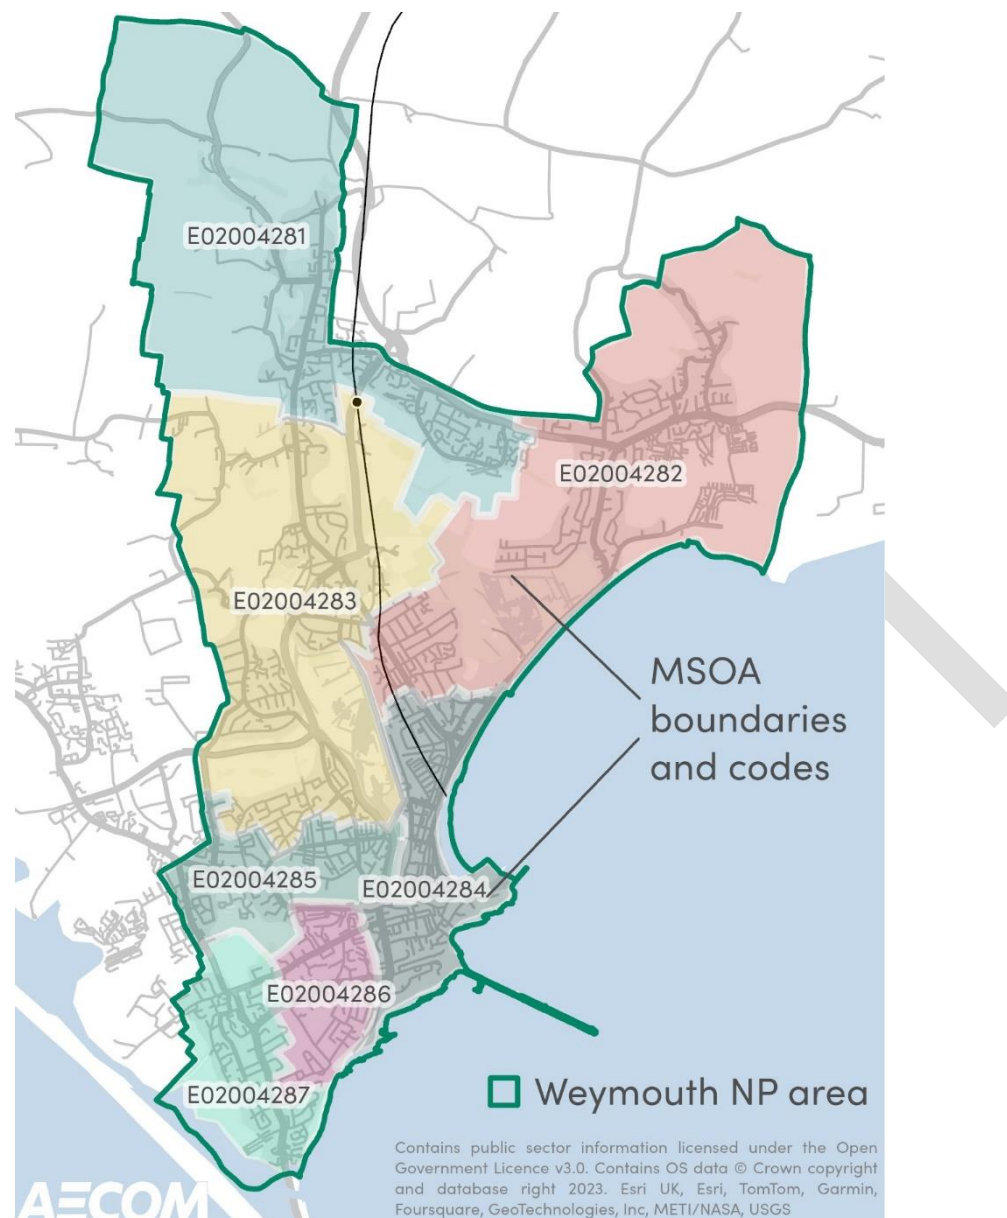 E02004281
E02004282
E02004283
MSOA
boundaries
and codes
E02004285
E02004284
E02004286
E02004287
Weymouth NP area
Contains public sector information licensed under the Open
Government Licence v3.0. Contains OS data © Crown copyright
and database right 2023. Esri UK, Esri, TomTom, Garmin,
Foursquare, GeoTechnologies, Inc, METI/NASA, USGS
AECOM